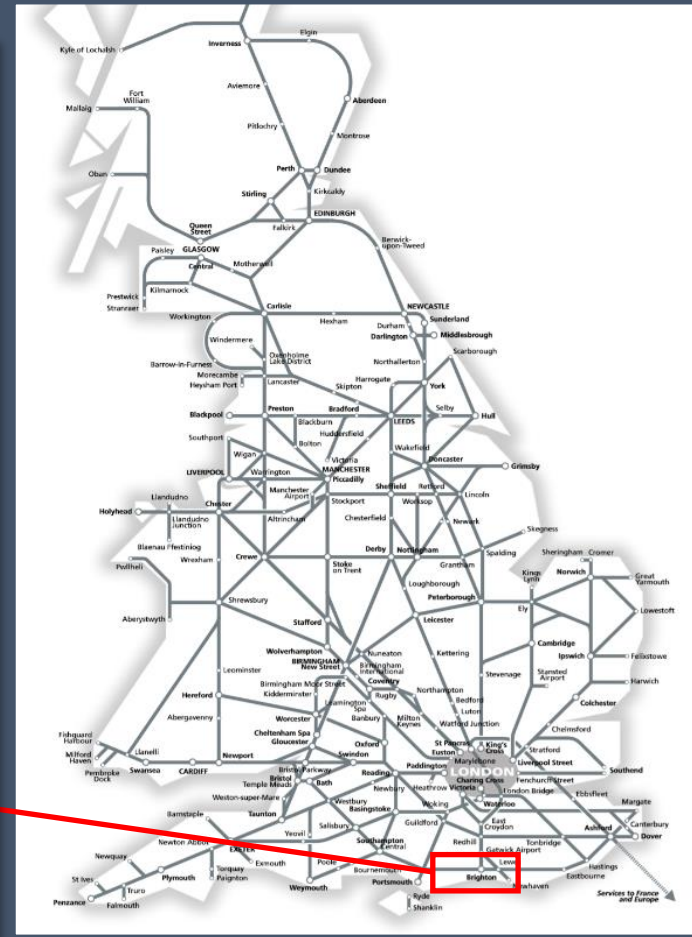 Elgin
Inverness
Kyle of Lochalsh
Aviemore
Fort
William
Aberdeen
Mallaig
Pitlochry
Montrose
Perth
Dundee
Oban
Kirkcaldy
Stirling
EDINBURGH
Queen
Street
Falkirk
Berwick-
upon-Tweed
Paisley
GLASGOW
Central
Motherwell
Prestwick
Kilmarnock
Stranraer
Carlisle
NEWCASTLE
Workington
Hexham
Sunderland
Durham
Darlington
Middlesbrough
Windermere
Oxenholme
Lake District
Northallerton
Scarborough
Barrow-in-Furness
Morecambe
Heysham Port
Lancaster
Harrogate
York
Skipton
Blackpool
Preston
Bradford
Selby
Hull
Blackburn
LEEDS
Southport
Huddersfield
Bolton
Wigan
Wakefield
Victoria
MANCHESTER
Piccadilly
Doncaster
Grimsby
LIVERPOOL
Warrington
Sheffield
Retford
Manchester
Airport
Stockport
Worksop
Lincoln
Llandudno
Chester
Holyhead
Llandudno
Junction
Altrincham
Chesterfield
Newark
Skegness
Blaenau Ffestiniog
Wrexham
Crewe
Stoke
on Trent
Derby
Nottingham
Grantham
Spalding
Sheringham
Cromer
Pwllheli
Kings
Lynn
Norwich
Great
Yarmouth
Loughborough
Shrewsbury
Peterborough
Ely
Lowestoft
Aberystwyth
Stafford
Leicester
Wolverhampton
Cambridge
BIRMINGHAM
New Street
Nuneaton
Kettering
Ipswich
Felixstowe
Leominster
Birmingham
International
Stevenage
Stansted
Airport
Birmingham Moor Street
Coventry
Harwich
Hereford
Kidderminster
Rugby
Northampton
Leamington
Spa
Bedford
Colchester
Abergavenny
Worcester
Banbury
Milton
Keynes
Luton
Fishguard
Harbour
Cheltenham Spa
Watford Junction
Chelmsford
Gloucester
Oxford
St Pancras
King's
Cross
Stratford
Milford
Haven
Llanelli
Newport
Swindon
Euston
Marylebone
Liverpool Street
Pembroke
Dock
Swansea
CARDIFF
Bristol Parkway
Reading
Paddington
LONDON
Southend
Bristol
Temple Meads
Bath
Newbury
Heathrow
Victoria
Charing Cross
Fenchurch Street
Weston-super-Mare
Westbury
Basingstoke
Woking
Waterloo
London Bridge
Ebbsfleet
Margate
Barnstaple
Taunton
Salisbury
Guildford
East
Croydon
Canterbury
Newton Abbot
Yeovil
Southampton
Central
Redhill
Tonbridge
Ashford
Dover
Newquay
EXETER
Gatwick Airport
Exmouth
Poole
Bournemouth
Hastings
St Ives
Plymouth
Torquay
Paignton
Weymouth
Portsmouth
Brighton
Eastbourne
Truro
Penzance
Falmouth
Ryde
Shanklin
Services to France
and Europe